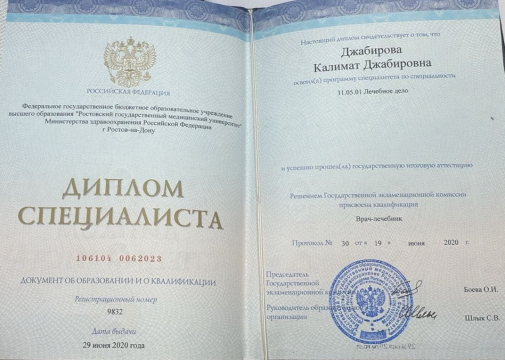 РОССИЙСКАЯ ФЕДЕРАЦИЯ
Федеральное государственное бюджетное образовательное учреждение
высшего образования "Ростовский государственный медицинский университет"
Министерства здравоохранения Российской Федерации
г Ростов-на-Дону
ДИПЛОМ
СПЕЦИАЛИСТА
106104 0062023
ДОКУМЕНТ ОБ ОБРАЗОВАНИИ И О КВАЛИФИКАЦИИ
Регистрационный номер
9832
Дата выдачи
29 июня 2020 года
Настоящий диплом свидетельствует о том, что
Джабирова
Калимат Джабировна
освоил(а) программу специалитета по специальности
31.05.01 Лечебное дело
и успешно прошел(ла) государственную итоговую аттестацию
Решением Государственной экзаменационной комиссии
присвоена квалификация
Врач-лечебник
Протокол № 30 от « 19 » июня 2020 г.
Председатель
Государственной
экзаменационной
Боева О.И.
Руководитель
организации
Шлык С.В.